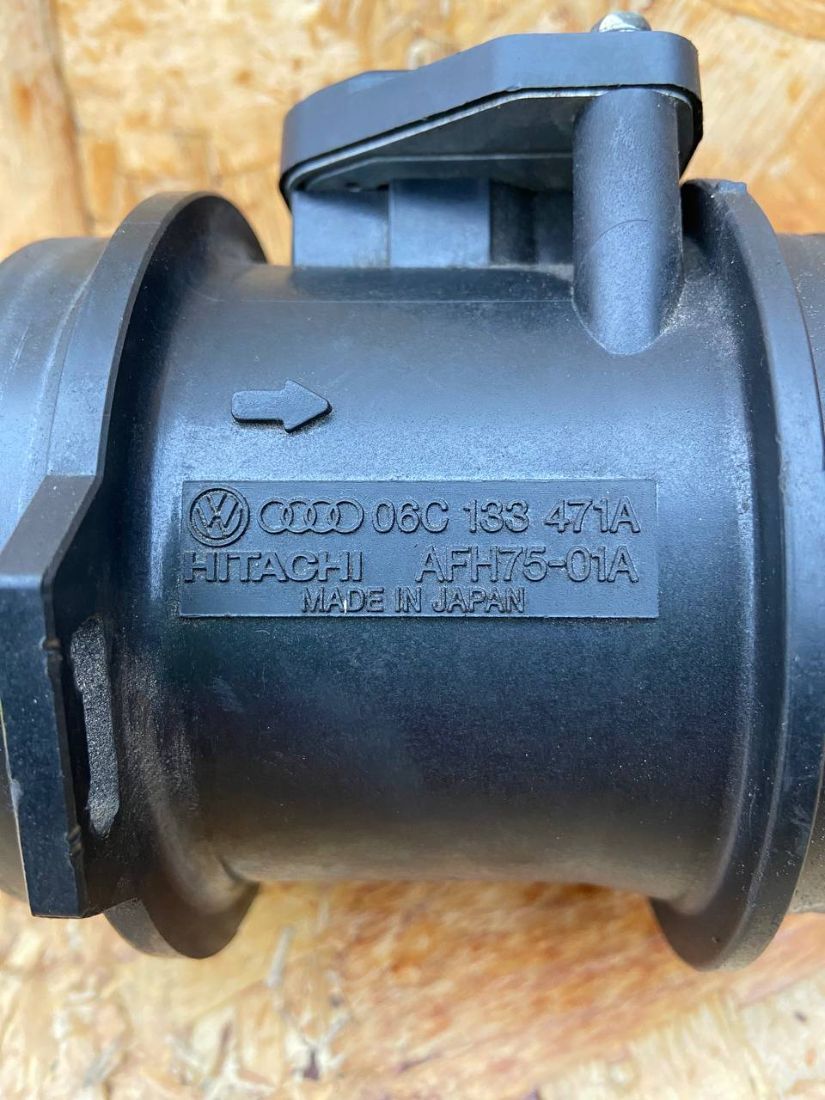 06C 133 471A
HITACHI AFH75-01A
MADE IN JAPAN